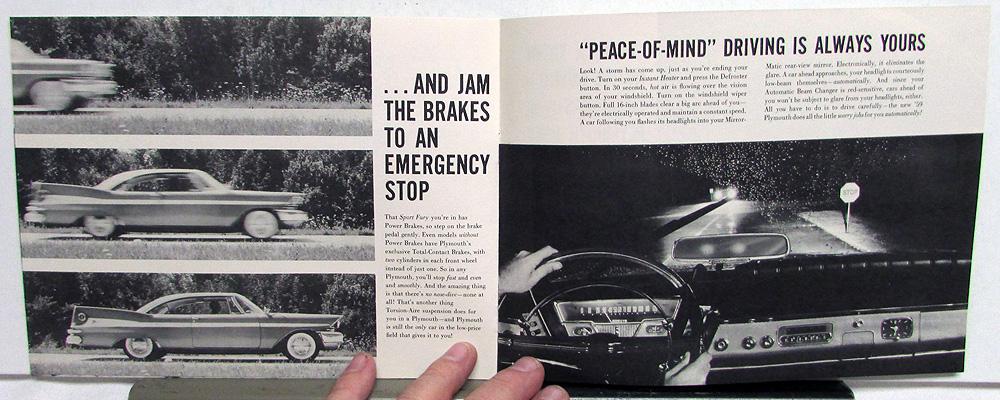 ...AND JAM
THE BRAKES
TO AN
EMERGENCY
STOP
That Sport Fury you're in has
Power Brakes, so step on the brake
pedal gently. Even models without
Power Brakes have Plymouth's
exclusive Total-Contact Brakes, with
two cylinders in each front wheel
instead of just one. So in any
Plymouth, you'll stop fast and even
and smoothly. And the amazing thing
is that there's no nose-dive—none at
all! That's another thing
Torsion-Aire suspension does for
you in a Plymouth—and Plymouth
is still the only car in the low-price
field that gives it to you!
"PEACE-OF-MIND" DRIVING IS ALWAYS YOURS
Look! A storm has come up, just as you're ending your
drive. Turn on your Instant Heater and press the Defroster
button. In 30 seconds, hot air is flowing over the vision
area of your windshield. Turn on the windshield wiper
button. Full 16-inch blades clear a big arc ahead of you—
they're electrically operated and maintain a constant speed.
A car following you flashes its headlights into your Mirror-
Matic rear-view mirror. Electronically, it eliminates the
glare. A car ahead approaches, your headlights courteously
low-beam themselves—automatically. And since your
Automatic Beam Changer is red-sensitive, cars ahead of
you won't be subject to glare from your headlights, either.
All you have to do is to drive carefully—the new '59
Plymouth does all the little worry jobs for you automatically!
STOP